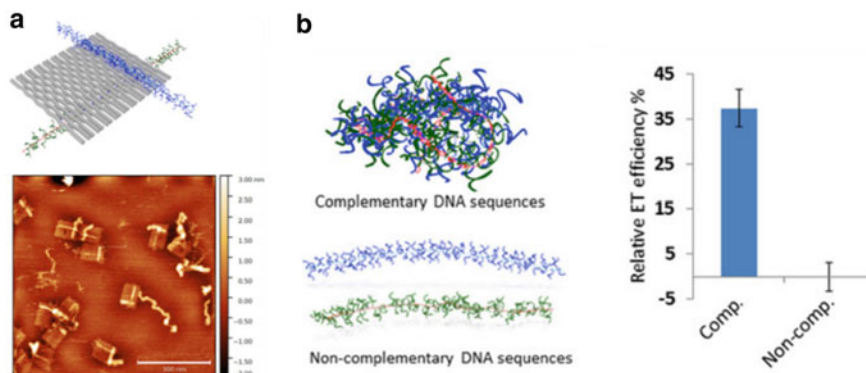 a
b
3.00 nm
2.50
2.00
1.50
1.00
0.50
0.00
-0.50
-1.00
-1.50
Complementary DNA sequences
Non-complementary DNA sequences
Relative ET efficiency %
45
35
25
15
5
-5
Comp.
Non-comp.